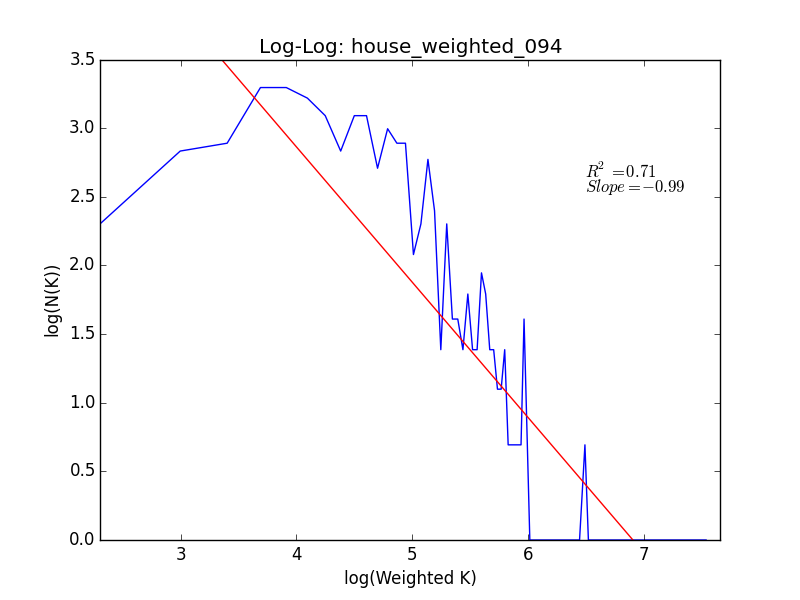 Log-Log: house_weighted_094
3.5
3.0
2.5
2.0
1.5
1.0
0.5
0.0
log(N(K))
R² =0.71
Slope=−0.99
3 4 5 6 7
log(Weighted K)